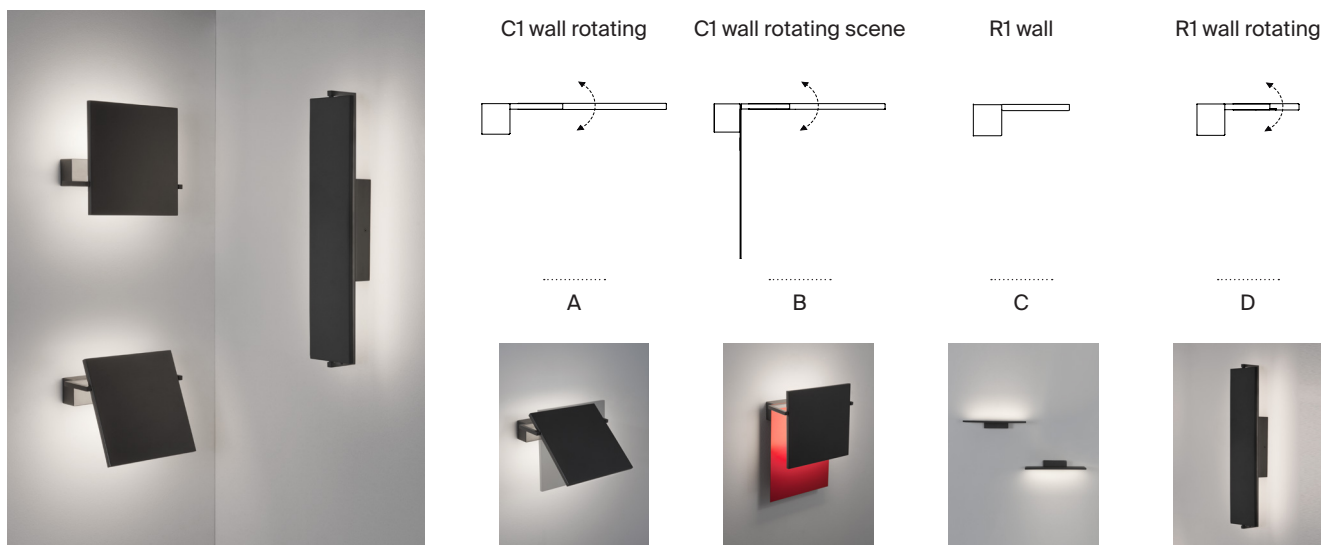 C1 wall rotating
C1 wall rotating scene
R1 wall
R1 wall rotating
A
B
C
D